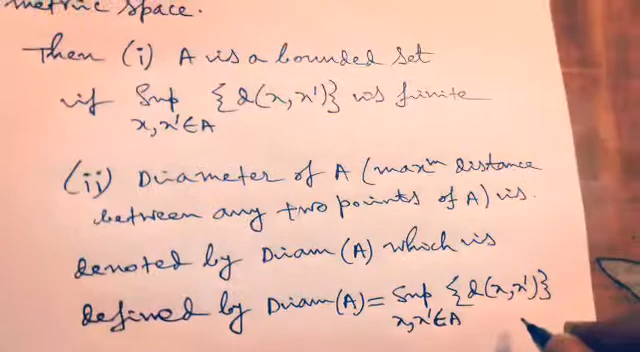 metric space.
Then (i) A is a bounded set
if Sup {d(x,x')} is finite
x,x'∈A
(ii) Diameter of A (maxᵐ distance
between any two points of A) is
denoted by Diam (A) which is
defined by Diam(A)= Sup {d(x,x')}
x,x'∈A